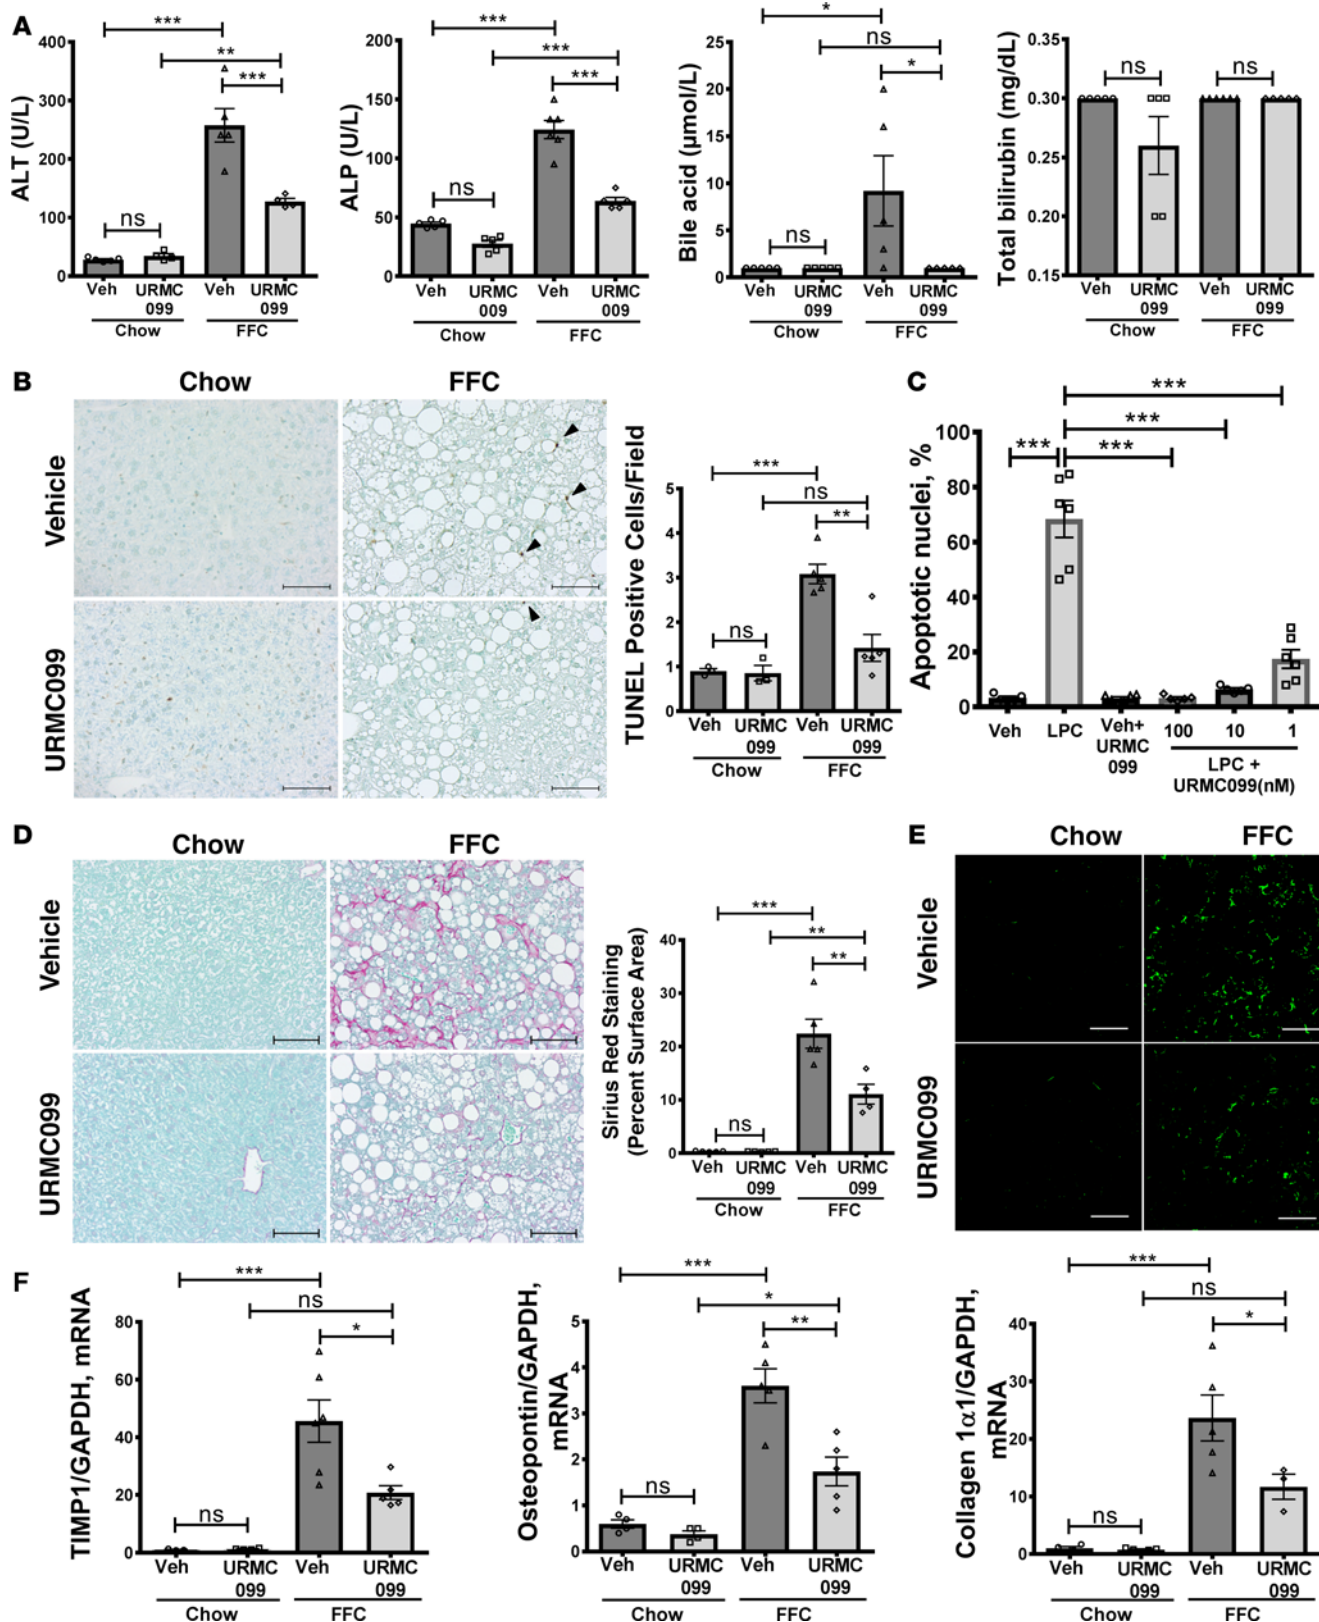 A
ALT (U/L)
400
300
200
100
0
***
**
***
ns
Veh
URMC
099
Veh
URMC
099
Chow
FFC
ALP (U/L)
200
150
100
50
0
***
***
***
ns
Veh
URMC
009
Veh
URMC
009
Chow
FFC
Bile acid (μmol/L)
25
20
15
10
5
0
*
ns
*
ns
Veh
URMC
099
Veh
URMC
099
Chow
FFC
Total bilirubin (mg/dL)
0.35
0.30
0.25
0.20
0.15
ns
ns
Veh
URMC
099
Veh
URMC
099
Chow
FFC
B
Chow
FFC
Vehicle
URMC099
TUNEL Positive Cells/Field
5
4
3
2
1
0
***
ns
**
ns
Veh
URMC
099
Veh
URMC
099
Chow
FFC
C
Apoptotic nuclei, %
100
80
60
40
20
0
***
***
***
***
Veh
LPC
Veh+
URMC
099
100
10
1
LPC +
URMC099(nM)
D
Chow
FFC
Vehicle
URMC099
Sirius Red Staining
(Percent Surface Area)
40
30
20
10
0
***
**
**
ns
Veh
URMC
099
Veh
URMC
099
Chow
FFC
E
Chow
FFC
Vehicle
URMC099
F
TIMP1/GAPDH, mRNA
80
60
40
20
0
***
ns
*
ns
Veh
URMC
099
Veh
URMC
099
Chow
FFC
Osteopontin/GAPDH,
mRNA
5
4
3
2
1
0
***
*
**
ns
Veh
URMC
099
Veh
URMC
099
Chow
FFC
Collagen 1α1/GAPDH,
mRNA
40
30
20
10
0
***
ns
*
ns
Veh
URMC
099
Veh
URMC
099
Chow
FFC